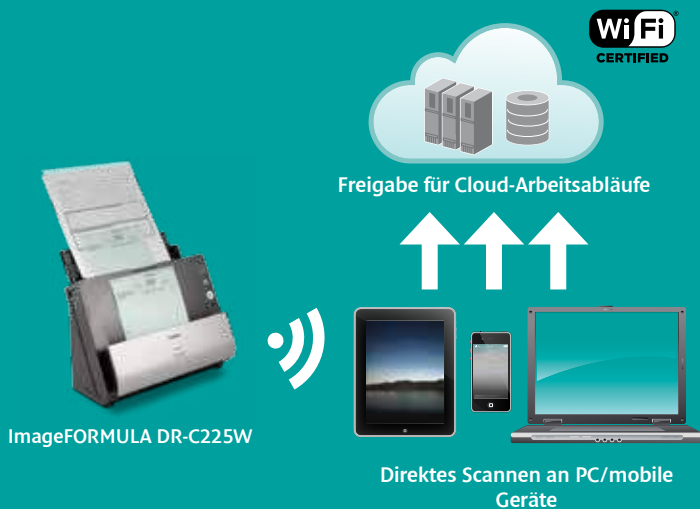 Wi Fi
CERTIFIED
Freigabe für Cloud-Arbeitsabläufe
ImageFORMULA DR-C225W
Direktes Scannen an PC/mobile
Geräte